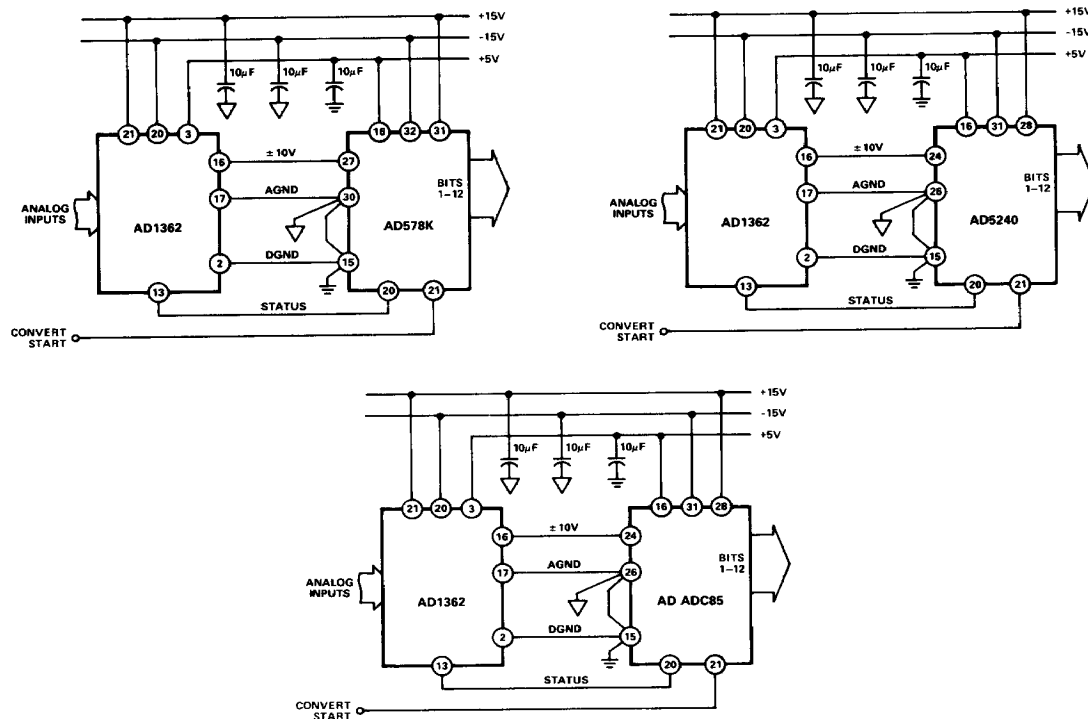 +15V
-15V
+5V
10μF
10μF
10μF
21
20
3
18
32
31
16
± 10V
27
17
AGND
30
BITS
1–12
ANALOG
INPUTS
AD1362
AD578K
2
DGND
15
13
STATUS
20
21
CONVERT
START
+15V
-15V
+5V
10μF
10μF
10μF
21
20
3
16
31
28
16
± 10V
24
17
AGND
26
BITS
1–12
ANALOG
INPUTS
AD1362
AD5240
2
DGND
15
13
STATUS
20
21
CONVERT
START
+15V
-15V
+5V
10μF
10μF
10μF
21
20
3
16
31
28
16
± 10V
24
17
AGND
26
BITS
1–12
ANALOG
INPUTS
AD1362
AD ADC85
2
DGND
15
13
STATUS
20
21
CONVERT
START